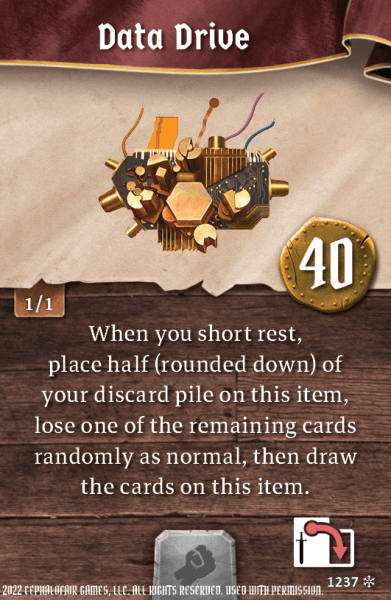 Data Drive
40
1/1
When you short rest,
place half (rounded down) of
your discard pile on this item,
lose one of the remaining cards
randomly as normal, then draw
the cards on this item.
1237
2022 CEPHALOFAIR GAMES, LLC. ALL RIGHTS RESERVED. USED WITH PERMISSION.